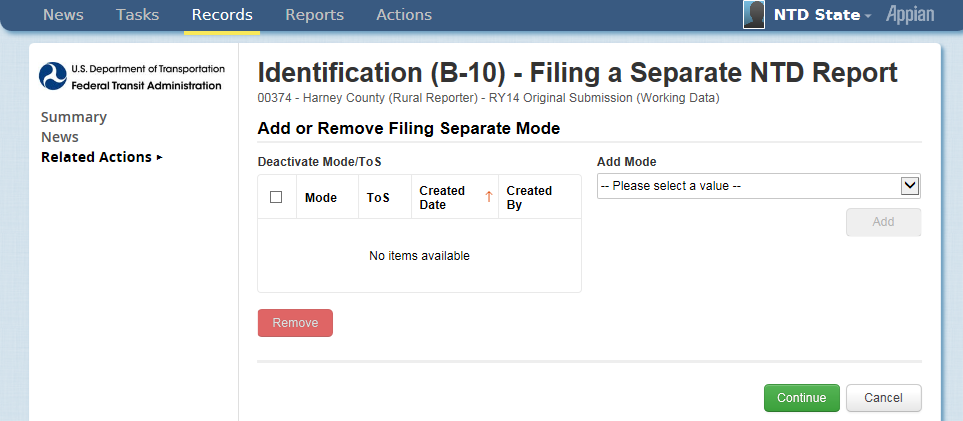 News Tasks Records Reports Actions NTD State Appian
U.S. Department of Transportation
Federal Transit Administration
Summary
News
Related Actions ▸
Identification (B-10) - Filing a Separate NTD Report
00374 - Harney County (Rural Reporter) - RY14 Original Submission (Working Data)
Add or Remove Filing Separate Mode
Deactivate Mode/ToS
Mode ToS Created Date ↑ Created By
No items available
Remove
Add Mode
-- Please select a value --
Add
Continue Cancel